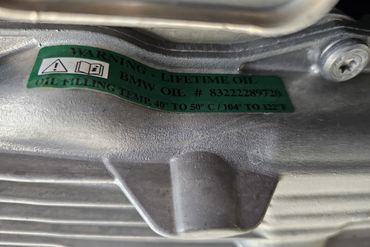 WARNING - LIFETIME OIL
BMW OIL # 83222289720
OIL FILLING TEMP. 40° TO 50° C / 104° TO 122°F